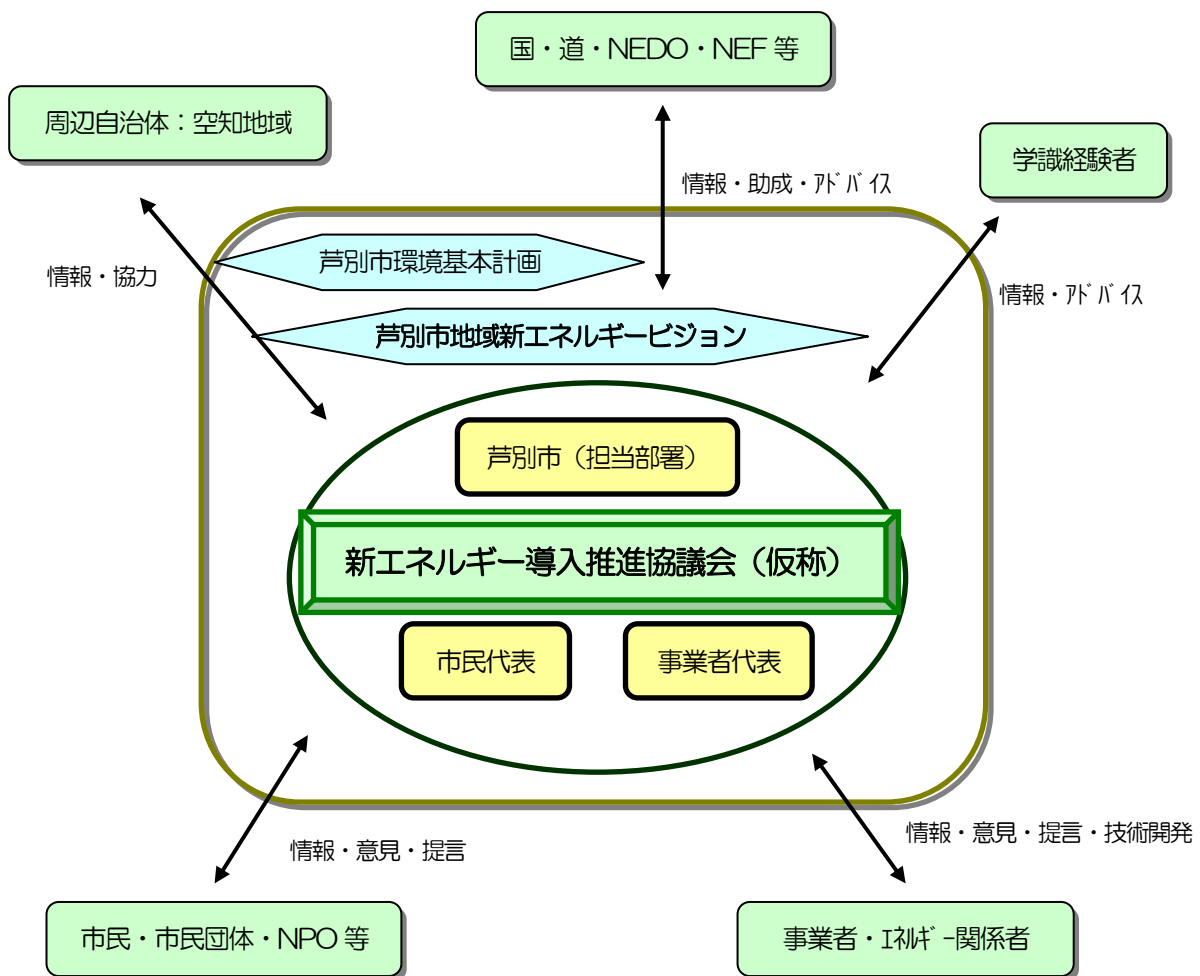 国・道・NEDO・NEF 等
周辺自治体：空知地域
学識経験者
情報・助成・ｱﾄﾞﾊﾞｲｽ
芦別市環境基本計画
情報・協力
情報・ｱﾄﾞﾊﾞｲｽ
芦別市地域新エネルギービジョン
芦別市（担当部署）
新エネルギー導入推進協議会（仮称）
市民代表
事業者代表
情報・意見・提言・技術開発
情報・意見・提言
市民・市民団体・NPO 等
事業者・ｴﾈﾙｷﾞｰ関係者